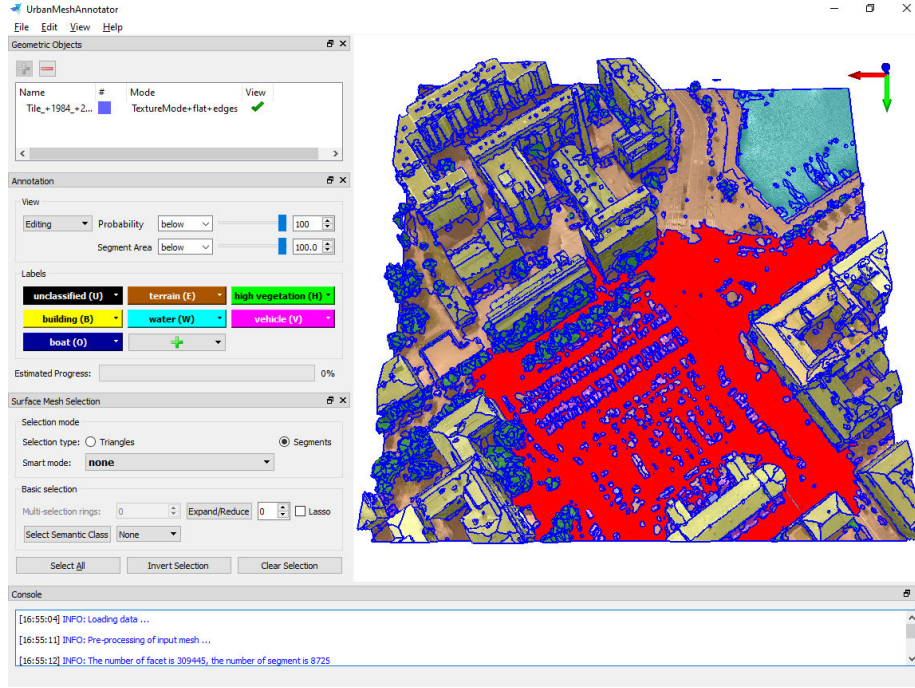 UrbanMeshAnnotator
File Edit View Help
Geometric Objects
Name # Mode View
Tile_+1984_+2... TextureMode+flat+edges
Annotation
View
Editing Probability below 100
Segment Area below 100.0
Labels
unclassified (U) terrain (E) high vegetation (H)
building (B) water (W) vehicle (V)
boat (O)
Estimated Progress: 0%
Surface Mesh Selection
Selection mode
Selection type: Triangles Segments
Smart mode: none
Basic selection
Multi-selection rings: 0 Expand/Reduce 0 Lasso
Select Semantic Class None
Select All Invert Selection Clear Selection
Console
[16:55:04] INFO: Loading data ...
[16:55:11] INFO: Pre-processing of input mesh ...
[16:55:12] INFO: The number of facet is 309445, the number of segment is 8725